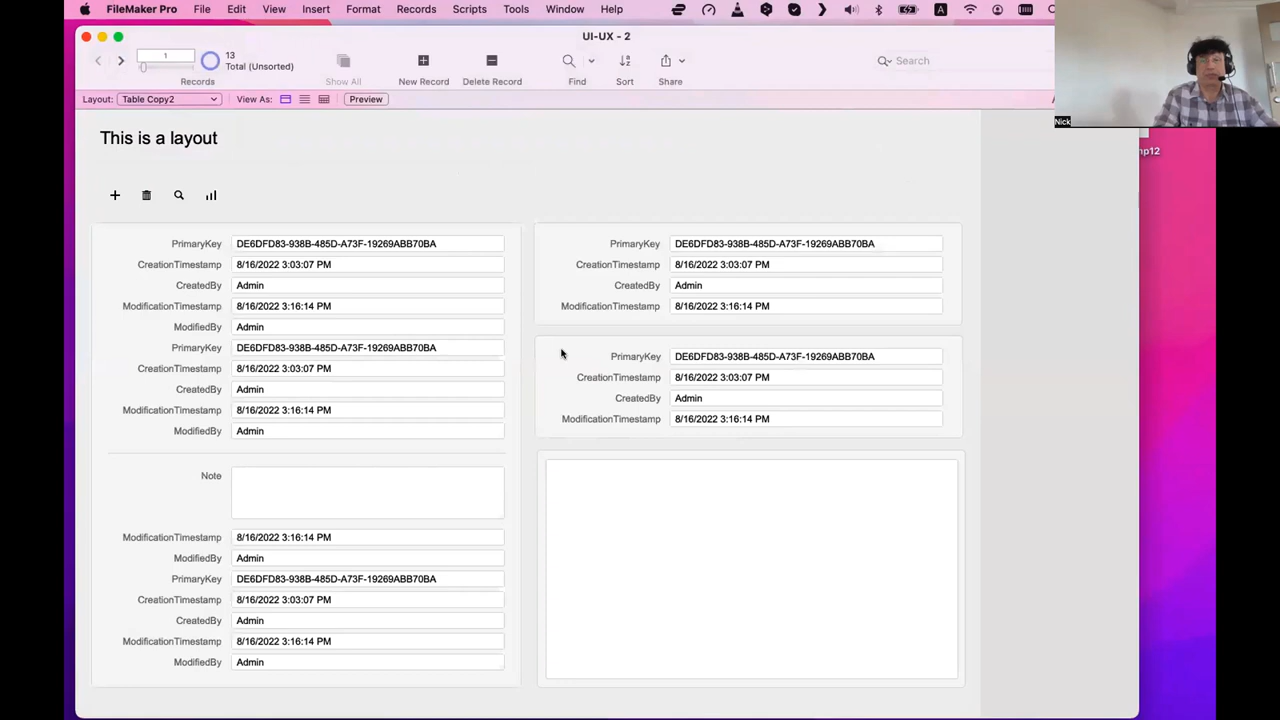 FileMaker Pro File Edit View Insert Format Records Scripts Tools Window Help A
UI-UX - 2
1 13 Total (Unsorted)
Records Show All New Record Delete Record Find Sort Share Search
Layout: Table Copy2 View As: Preview
Nick
mp12
This is a layout
PrimaryKey DE6DFD83-938B-485D-A73F-19269ABB70BA
CreationTimestamp 8/16/2022 3:03:07 PM
CreatedBy Admin
ModificationTimestamp 8/16/2022 3:16:14 PM
ModifiedBy Admin
PrimaryKey DE6DFD83-938B-485D-A73F-19269ABB70BA
CreationTimestamp 8/16/2022 3:03:07 PM
CreatedBy Admin
ModificationTimestamp 8/16/2022 3:16:14 PM
ModifiedBy Admin
Note
ModificationTimestamp 8/16/2022 3:16:14 PM
ModifiedBy Admin
PrimaryKey DE6DFD83-938B-485D-A73F-19269ABB70BA
CreationTimestamp 8/16/2022 3:03:07 PM
CreatedBy Admin
ModificationTimestamp 8/16/2022 3:16:14 PM
ModifiedBy Admin
PrimaryKey DE6DFD83-938B-485D-A73F-19269ABB70BA
CreationTimestamp 8/16/2022 3:03:07 PM
CreatedBy Admin
ModificationTimestamp 8/16/2022 3:16:14 PM
PrimaryKey DE6DFD83-938B-485D-A73F-19269ABB70BA
CreationTimestamp 8/16/2022 3:03:07 PM
CreatedBy Admin
ModificationTimestamp 8/16/2022 3:16:14 PM